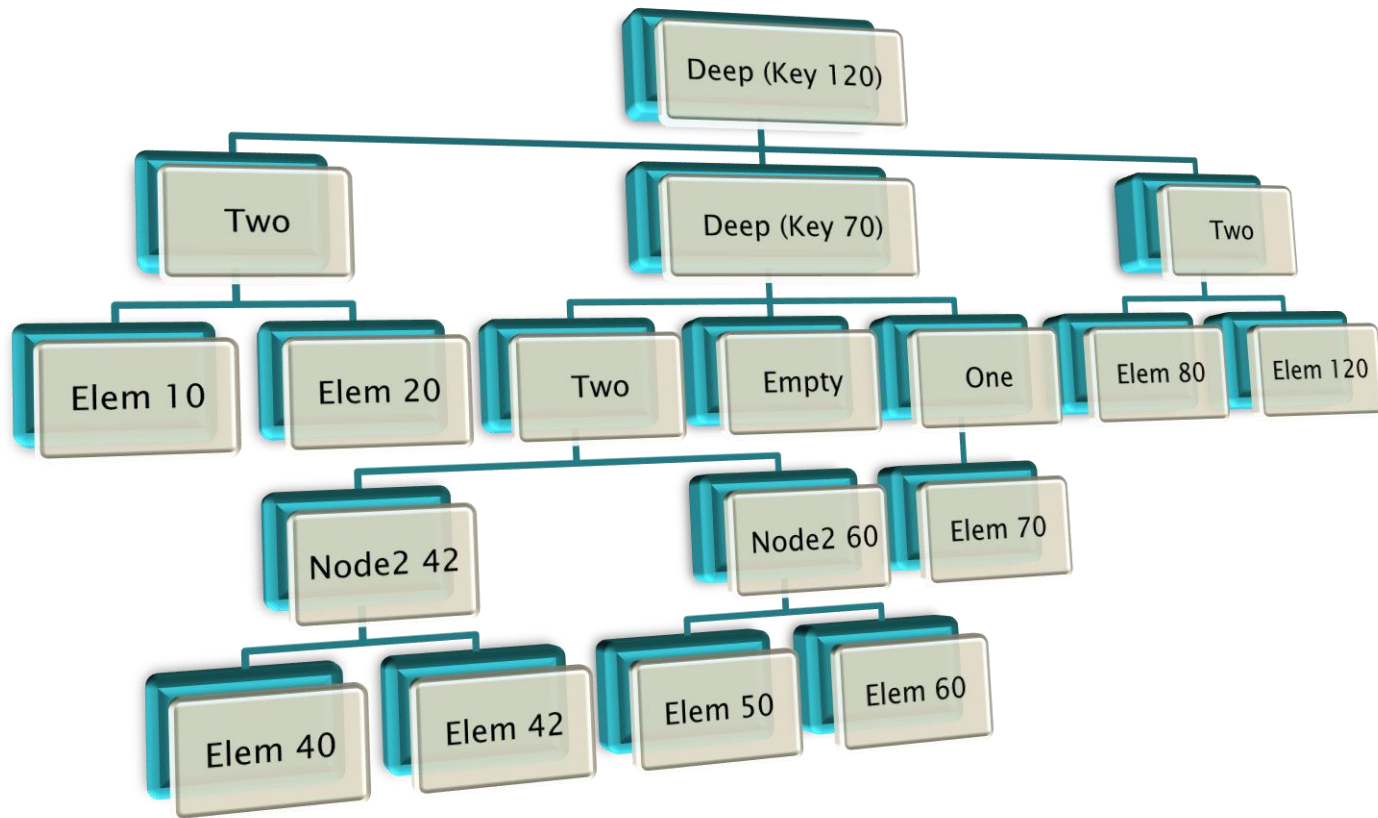 Deep (Key 120)
Two
Deep (Key 70)
Two
Elem 10
Elem 20
Two
Empty
One
Elem 80
Elem 120
Node2 42
Node2 60
Elem 70
Elem 40
Elem 42
Elem 50
Elem 60